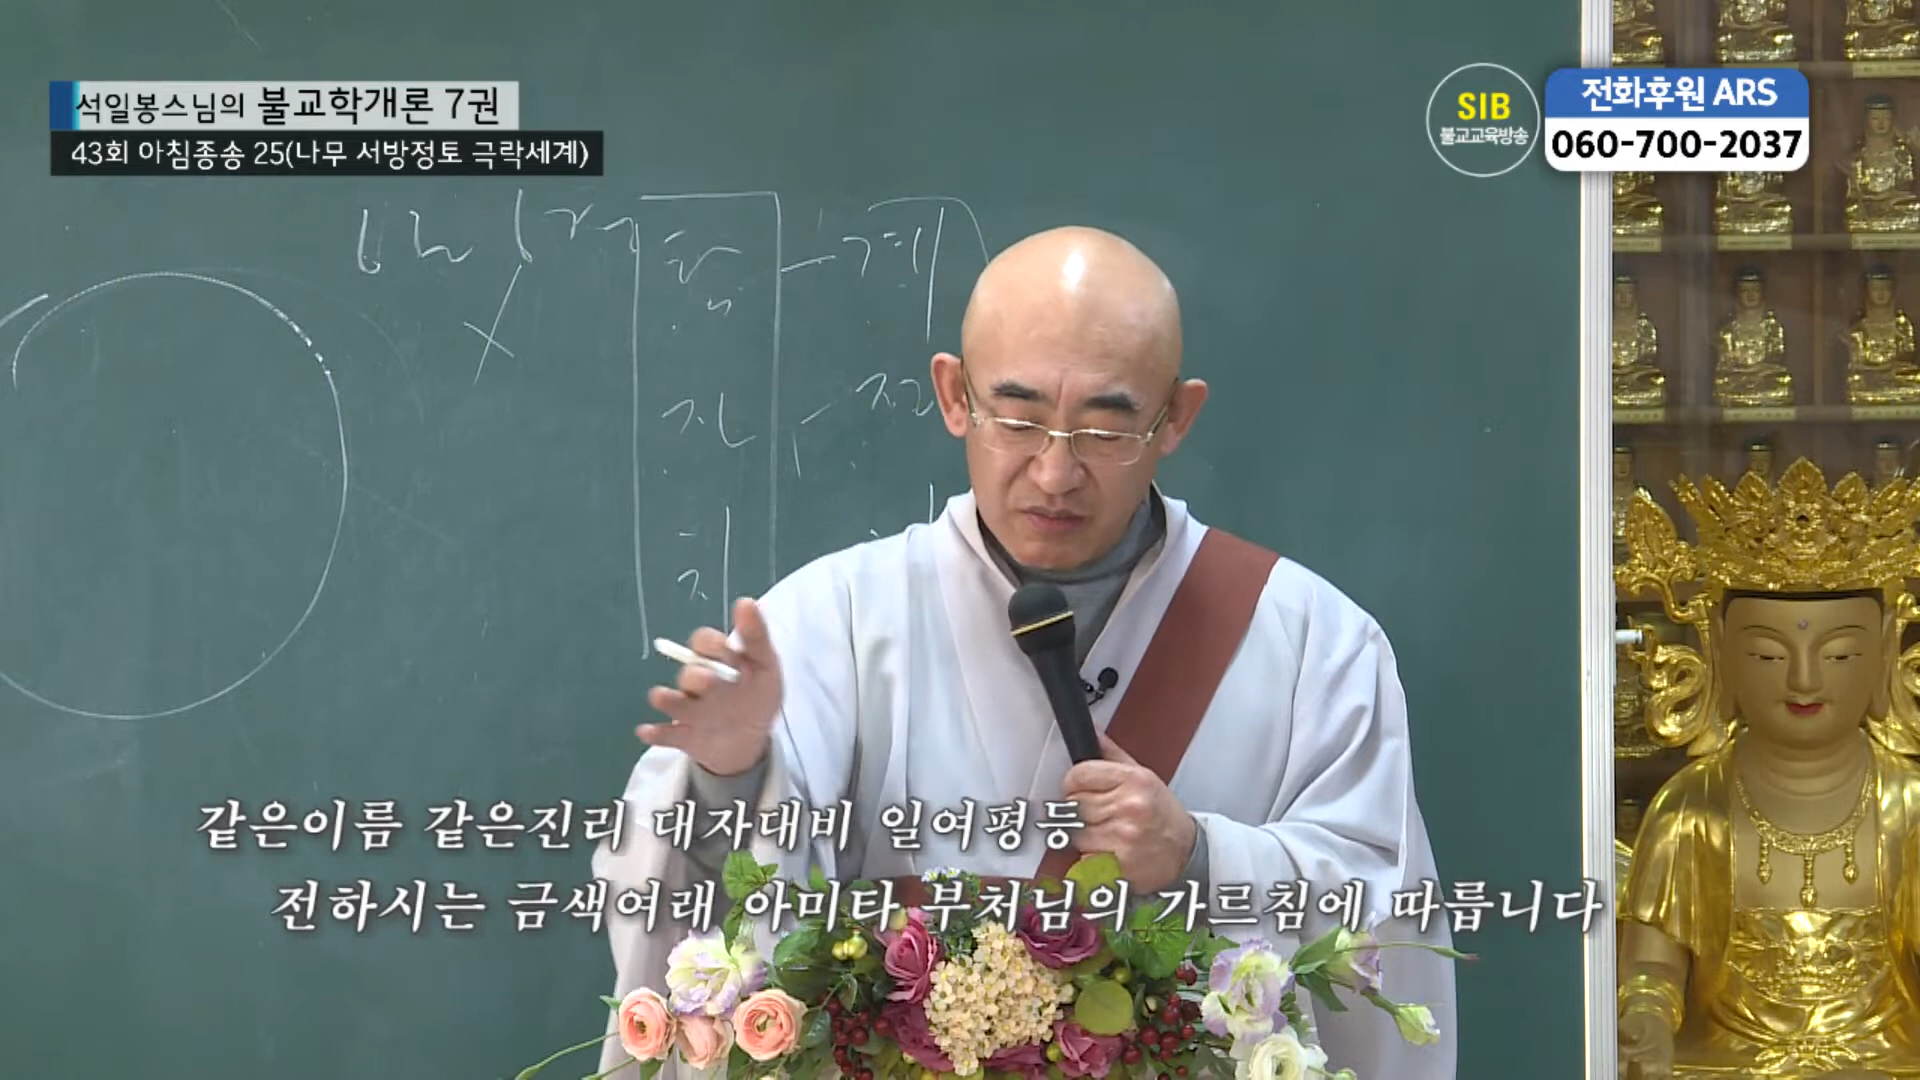 석일봉스님의 불교학개론 7권
43회 아침종송 25(나무 서방정토 극락세계)
SIB
불교교육방송
전화후원 ARS
060-700-2037
탐 계
진
치
같은이름 같은진리 대자대비 일여평등
전하시는 금색여래 아미타 부처님의 가르침에 따릅니다